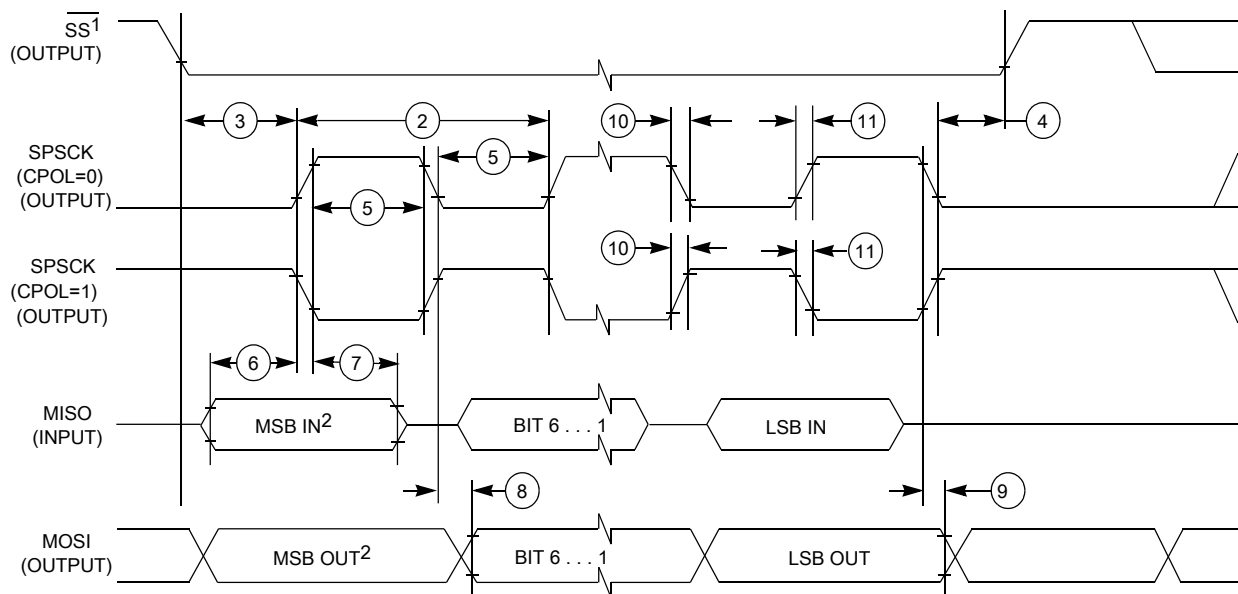 SS1
(OUTPUT)
3
2
10
11
4
SPSCK
(CPOL=0)
(OUTPUT)
5
5
10
11
SPSCK
(CPOL=1)
(OUTPUT)
6
7
MISO
(INPUT)
MSB IN2
BIT 6 . . . 1
LSB IN
8
9
MOSI
(OUTPUT)
MSB OUT2
BIT 6 . . . 1
LSB OUT